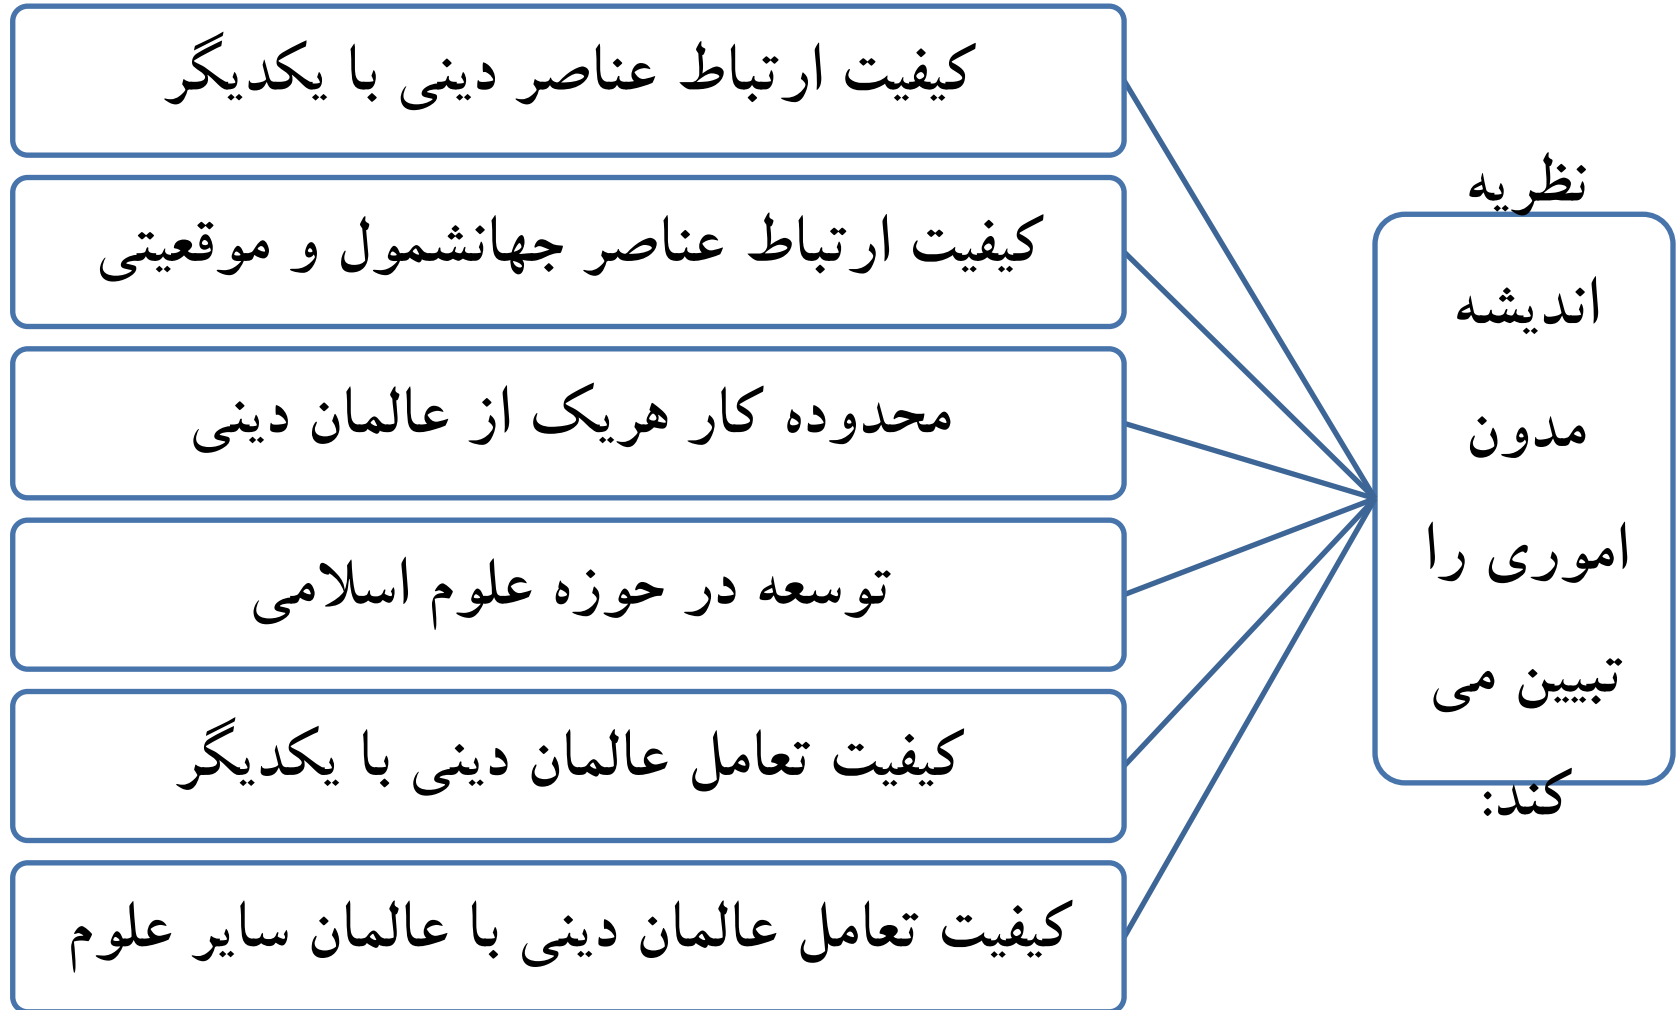 نظریه
اندیشه
مدون
اموری را
تبیین می
کند:
کیفیت ارتباط عناصر دینی با یکدیگر
کیفیت ارتباط عناصر جهانشمول و موقعیتی
محدوده کار هریک از عالمان دینی
توسعه در حوزه علوم اسلامی
کیفیت تعامل عالمان دینی با یکدیگر
کیفیت تعامل عالمان دینی با عالمان سایر علوم